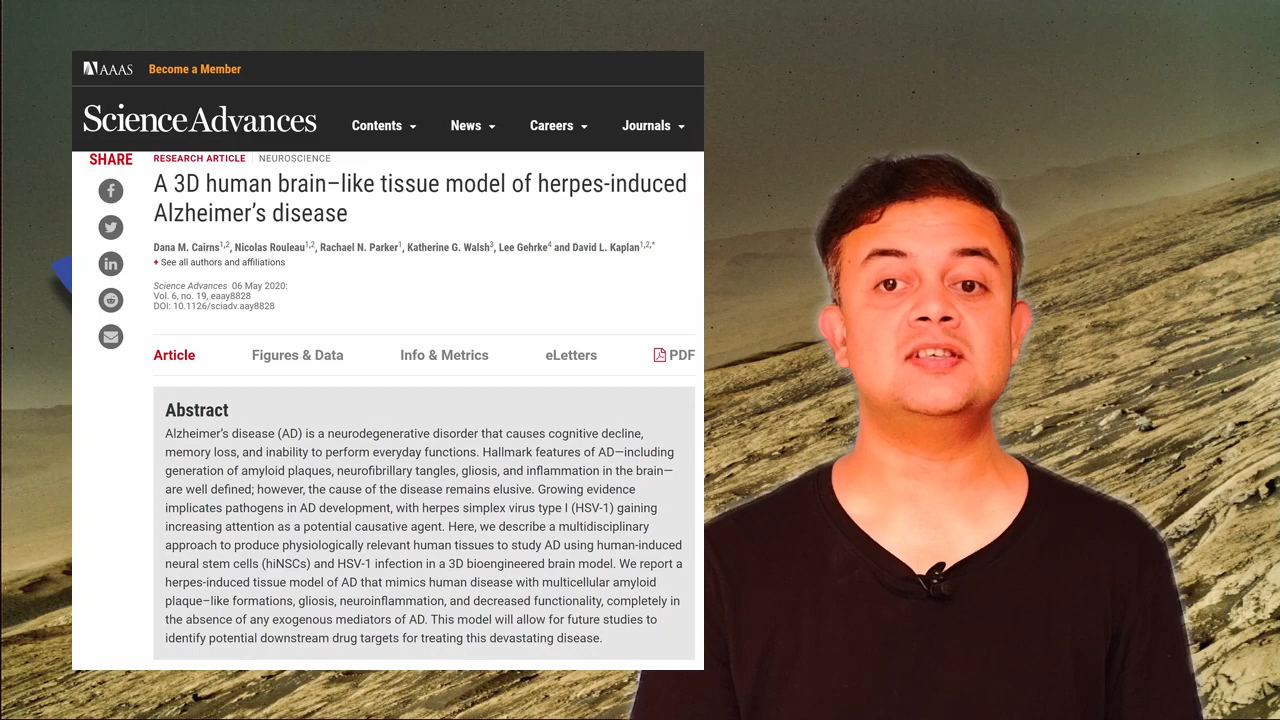 AAAS Become a Member
ScienceAdvances Contents News Careers Journals
SHARE
RESEARCH ARTICLE | NEUROSCIENCE
A 3D human brain–like tissue model of herpes-induced
Alzheimer’s disease
Dana M. Cairns1,2, Nicolas Rouleau1,2, Rachael N. Parker1, Katherine G. Walsh3, Lee Gehrke4 and David L. Kaplan1,2,*
+ See all authors and affiliations
Science Advances 06 May 2020:
Vol. 6, no. 19, eaay8828
DOI: 10.1126/sciadv.aay8828
Article Figures & Data Info & Metrics eLetters PDF
Abstract
Alzheimer’s disease (AD) is a neurodegenerative disorder that causes cognitive decline,
memory loss, and inability to perform everyday functions. Hallmark features of AD—including
generation of amyloid plaques, neurofibrillary tangles, gliosis, and inflammation in the brain—
are well defined; however, the cause of the disease remains elusive. Growing evidence
implicates pathogens in AD development, with herpes simplex virus type I (HSV-1) gaining
increasing attention as a potential causative agent. Here, we describe a multidisciplinary
approach to produce physiologically relevant human tissues to study AD using human-induced
neural stem cells (hiNSCs) and HSV-1 infection in a 3D bioengineered brain model. We report a
herpes-induced tissue model of AD that mimics human disease with multicellular amyloid
plaque–like formations, gliosis, neuroinflammation, and decreased functionality, completely in
the absence of any exogenous mediators of AD. This model will allow for future studies to
identify potential downstream drug targets for treating this devastating disease.